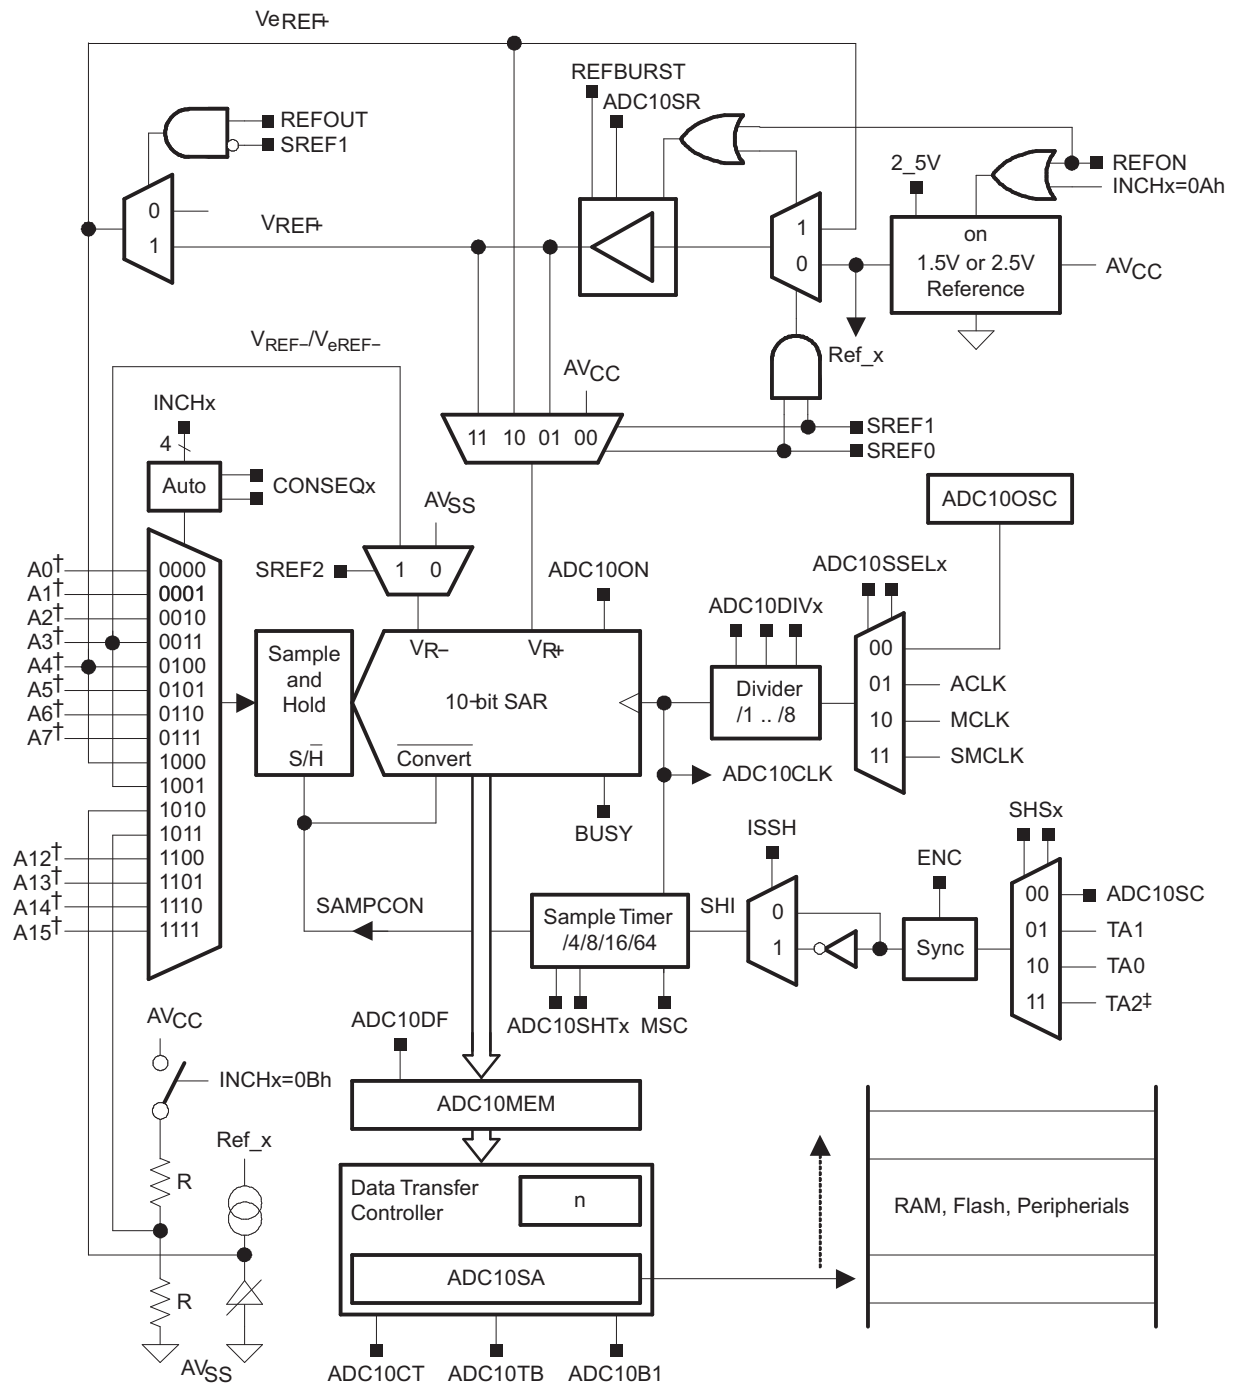 VeREF+
REFBURST
ADC10SR
REFOUT
SREF1
2_5V
REFON
INCHx=0Ah
0
1
VREF+
1
0
on
1.5V or 2.5V
Reference
AVCC
Ref_x
VREF−/VeREF−
AVCC
INCHx
4
11 10 01 00
SREF1
SREF0
Auto
CONSEQx
AVSS
ADC10OSC
SREF2
1 0
ADC10ON
ADC10SSELx
ADC10DIVx
A0†
A1†
A2†
A3†
A4†
A5†
A6†
A7†
A12†
A13†
A14†
A15†
0000
0001
0010
0011
0100
0101
0110
0111
1000
1001
1010
1011
1100
1101
1110
1111
Sample
and
Hold
S/H
VR−
VR+
10−bit SAR
Convert
Divider
/1 .. /8
00
01
10
11
ACLK
MCLK
SMCLK
ADC10CLK
BUSY
ISSH
ENC
SHSx
SAMPCON
Sample Timer
/4/8/16/64
SHI
0
1
Sync
00
01
10
11
ADC10SC
TA1
TA0
TA2‡
ADC10DF
ADC10SHTx
MSC
AVCC
INCHx=0Bh
ADC10MEM
Ref_x
R
R
AVSS
Data Transfer
Controller
n
ADC10SA
RAM, Flash, Peripherials
ADC10CT
ADC10TB
ADC10B1